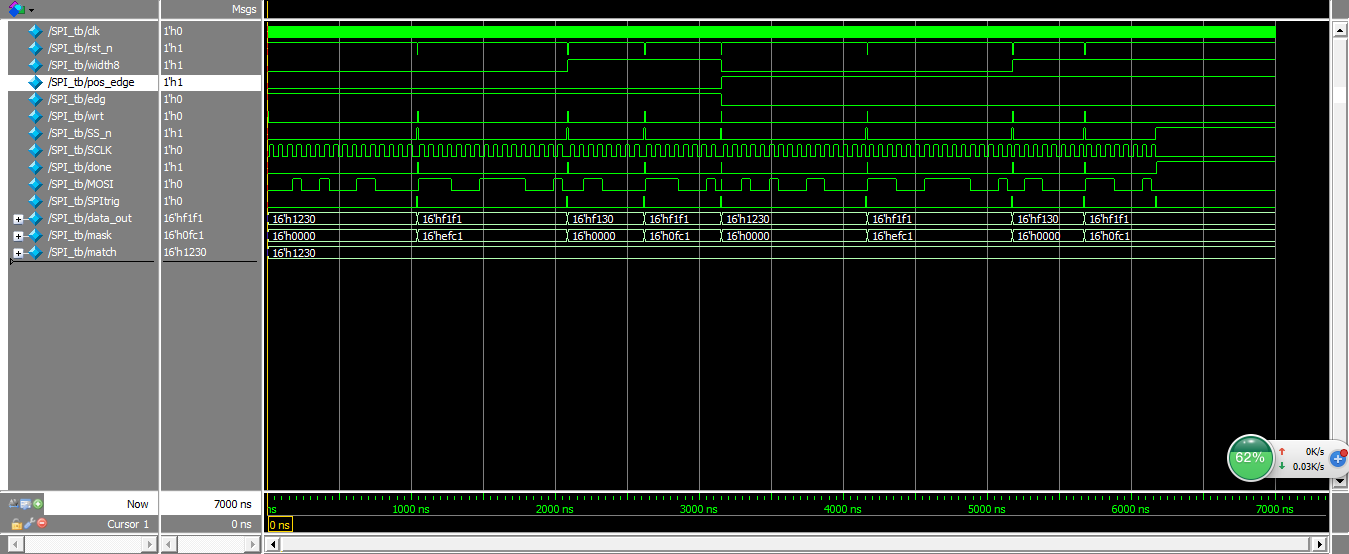 Msgs
/SPI_tb/clk 1'h0
/SPI_tb/rst_n 1'h1
/SPI_tb/width8 1'h1
/SPI_tb/pos_edge 1'h1
/SPI_tb/edg 1'h0
/SPI_tb/wrt 1'h0
/SPI_tb/SS_n 1'h1
/SPI_tb/SCLK 1'h0
/SPI_tb/done 1'h1
/SPI_tb/MOSI 1'h0
/SPI_tb/SPItrig 1'h0
/SPI_tb/data_out 16'hf1f1 16'h1230 16'hf1f1 16'hf130 16'hf1f1 16'h1230 16'hf1f1 16'hf130 16'hf1f1
/SPI_tb/mask 16'h0fc1 16'h0000 16'hefc1 16'h0000 16'h0fc1 16'h0000 16'hefc1 16'h0000 16'h0fc1
/SPI_tb/match 16'h1230 16'h1230
62% 0K/s
0.03K/s
Now 7000 ns ns 1000 ns 2000 ns 3000 ns 4000 ns 5000 ns 6000 ns 7000 ns
Cursor 1 0 ns 0 ns